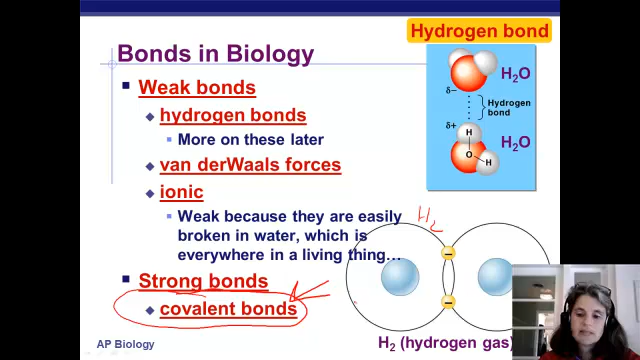 Hydrogen bond
Bonds in Biology
Weak bonds
hydrogen bonds
More on these later
van derWaals forces
ionic
Weak because they are easily
broken in water, which is
everywhere in a living thing…
Strong bonds
covalent bonds
AP Biology
H2O
δ–
Hydrogen
bond
δ+
H
O
H
H2O
H2
–
–
H2 (hydrogen gas)